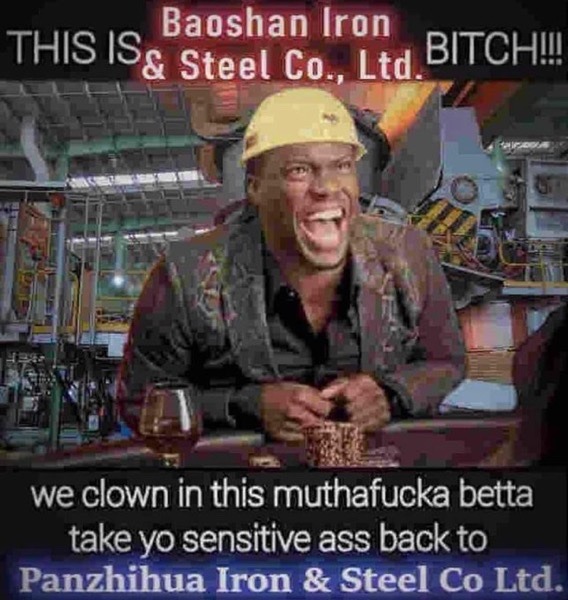 THIS IS Baoshan Iron
& Steel Co., Ltd. BITCH!!!
we clown in this muthafucka betta
take yo sensitive ass back to
Panzhihua Iron & Steel Co Ltd.